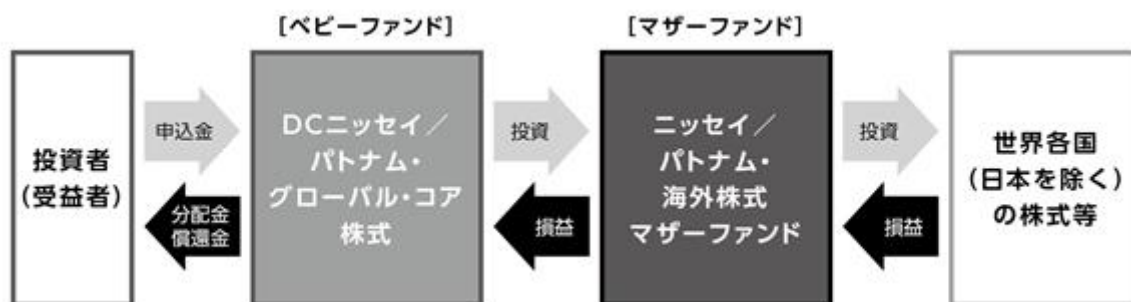 [ベビーファンド]
[マザーファンド]
投資者
(受益者)
申込金
分配金
償還金
DCニッセイ／
パトナム・
グローバル・コア
株式
投資
損益
ニッセイ／
パトナム・
海外株式
マザーファンド
投資
損益
世界各国
(日本を除く)
の株式等